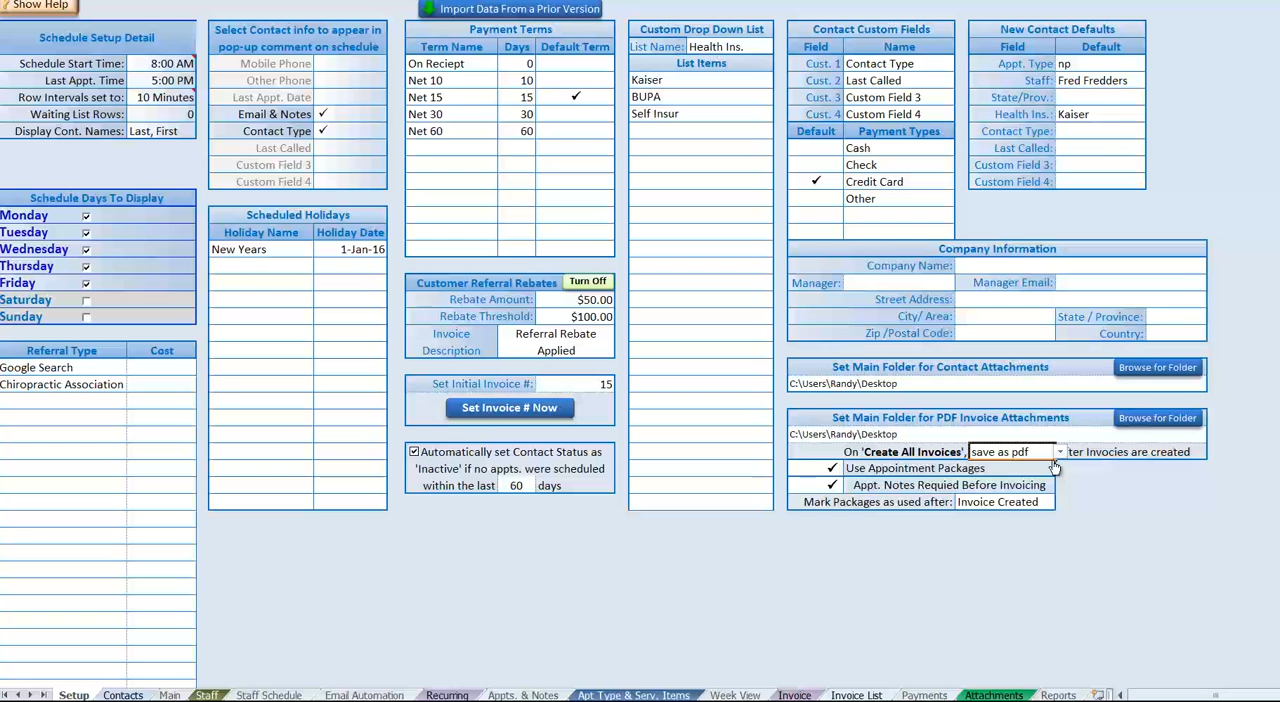 Show Help
Import Data From a Prior Version
Schedule Setup Detail
Schedule Start Time: 8:00 AM
Last Appt. Time 5:00 PM
Row Intervals set to: 10 Minutes
Waiting List Rows: 0
Display Cont. Names: Last, First
Schedule Days To Display
Monday
Tuesday
Wednesday
Thursday
Friday
Saturday
Sunday
Referral Type Cost
Google Search
Chiropractic Association
Select Contact info to appear in
pop-up comment on schedule
Mobile Phone
Other Phone
Last Appt. Date
Email & Notes ✓
Contact Type ✓
Last Called
Custom Field 3
Custom Field 4
Scheduled Holidays
Holiday Name Holiday Date
New Years 1-Jan-16
Payment Terms
Term Name Days Default Term
On Reciept 0
Net 10 10
Net 15 15 ✓
Net 30 30
Net 60 60
Customer Referral Rebates Turn Off
Rebate Amount: $50.00
Rebate Threshold: $100.00
Invoice Referral Rebate
Description Applied
Set Initial Invoice #: 15
Set Invoice # Now
Automatically set Contact Status as
'Inactive' if no appts. were scheduled
within the last 60 days
Custom Drop Down List
List Name: Health Ins.
List Items
Kaiser
BUPA
Self Insur
Contact Custom Fields
Field Name
Cust. 1 Contact Type
Cust. 2 Last Called
Cust. 3 Custom Field 3
Cust. 4 Custom Field 4
Default Payment Types
Cash
Check
✓ Credit Card
Other
New Contact Defaults
Field Default
Appt. Type np
Staff: Fred Fredders
State/Prov.:
Health Ins.: Kaiser
Contact Type:
Last Called:
Custom Field 3:
Custom Field 4:
Company Information
Company Name:
Manager: Manager Email:
Street Address:
City/ Area: State / Province:
Zip /Postal Code: Country:
Set Main Folder for Contact Attachments Browse for Folder
C:\Users\Randy\Desktop
Set Main Folder for PDF Invoice Attachments Browse for Folder
C:\Users\Randy\Desktop
On 'Create All Invoices', save as pdf ter Invocies are created
✓ Use Appointment Packages
✓ Appt. Notes Requied Before Invoicing
Mark Packages as used after: Invoice Created
Setup Contacts Main Staff Staff Schedule Email Automation Recurring Appts. & Notes Apt Type & Serv. Items Week View Invoice Invoice List Payments Attachments Reports